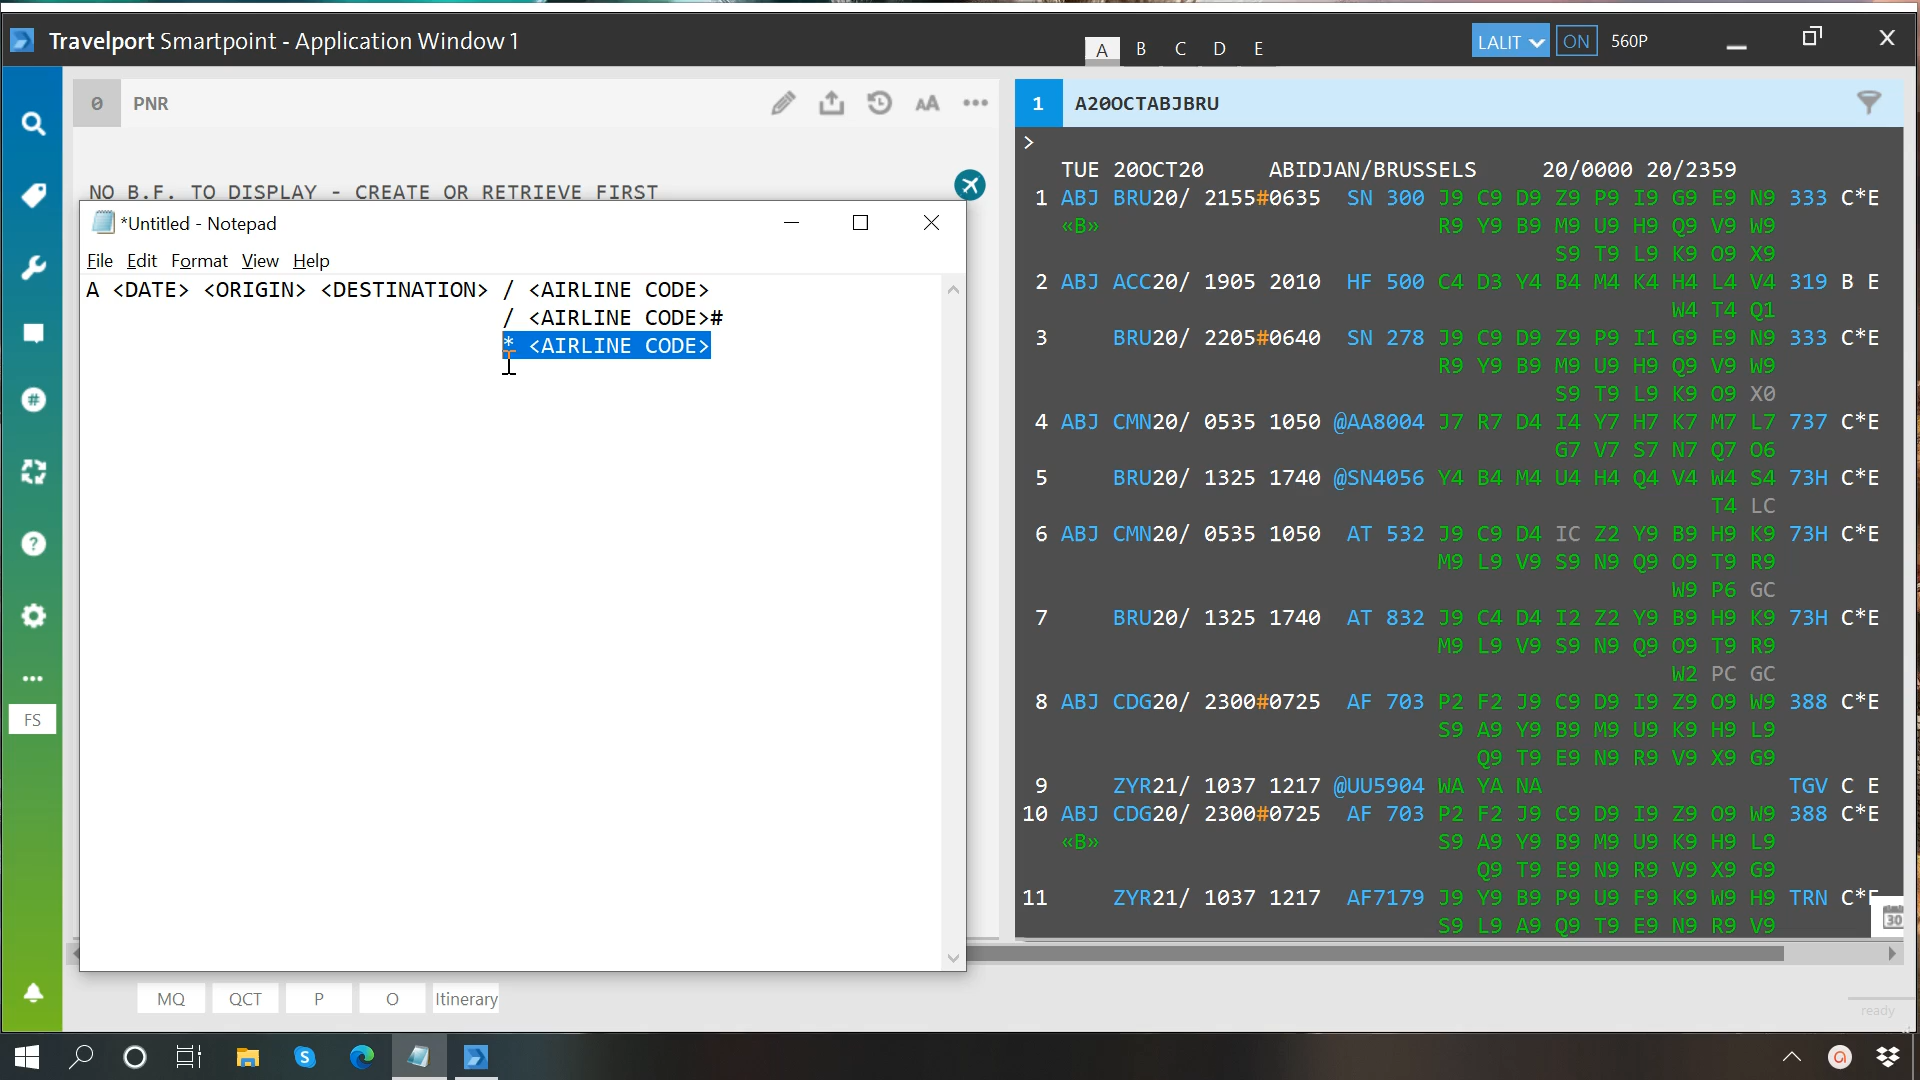 Travelport Smartpoint - Application Window 1
A B C D E
LALIT ON 560P
0 PNR
AA
NO B.F. TO DISPLAY - CREATE OR RETRIEVE FIRST
*Untitled - Notepad
File Edit Format View Help
A <DATE> <ORIGIN> <DESTINATION> / <AIRLINE CODE>
/ <AIRLINE CODE>#
* <AIRLINE CODE>
FS
MQ QCT P O Itinerary
1 A20OCTABJBRU
>
TUE 20OCT20 ABIDJAN/BRUSSELS 20/0000 20/2359
1 ABJ BRU20/ 2155#0635 SN 300 J9 C9 D9 Z9 P9 I9 G9 E9 N9 333 C*E
«B» R9 Y9 B9 M9 U9 H9 Q9 V9 W9
S9 T9 L9 K9 O9 X9
2 ABJ ACC20/ 1905 2010 HF 500 C4 D3 Y4 B4 M4 K4 H4 L4 V4 319 B E
W4 T4 Q1
3 BRU20/ 2205#0640 SN 278 J9 C9 D9 Z9 P9 I1 G9 E9 N9 333 C*E
R9 Y9 B9 M9 U9 H9 Q9 V9 W9
S9 T9 L9 K9 O9 X0
4 ABJ CMN20/ 0535 1050 @AA8004 J7 R7 D4 I4 Y7 H7 K7 M7 L7 737 C*E
G7 V7 S7 N7 Q7 O6
5 BRU20/ 1325 1740 @SN4056 Y4 B4 M4 U4 H4 Q4 V4 W4 S4 73H C*E
T4 LC
6 ABJ CMN20/ 0535 1050 AT 532 J9 C9 D4 IC Z2 Y9 B9 H9 K9 73H C*E
M9 L9 V9 S9 N9 Q9 O9 T9 R9
W9 P6 GC
7 BRU20/ 1325 1740 AT 832 J9 C4 D4 I2 Z2 Y9 B9 H9 K9 73H C*E
M9 L9 V9 S9 N9 Q9 O9 T9 R9
W2 PC GC
8 ABJ CDG20/ 2300#0725 AF 703 P2 F2 J9 C9 D9 I9 Z9 O9 W9 388 C*E
S9 A9 Y9 B9 M9 U9 K9 H9 L9
Q9 T9 E9 N9 R9 V9 X9 G9
9 ZYR21/ 1037 1217 @UU5904 WA YA NA TGV C E
10 ABJ CDG20/ 2300#0725 AF 703 P2 F2 J9 C9 D9 I9 Z9 O9 W9 388 C*E
«B» S9 A9 Y9 B9 M9 U9 K9 H9 L9
Q9 T9 E9 N9 R9 V9 X9 G9
11 ZYR21/ 1037 1217 AF7179 J9 Y9 B9 P9 U9 F9 K9 W9 H9 TRN C*E
S9 L9 A9 Q9 T9 E9 N9 R9 V9
30
ready